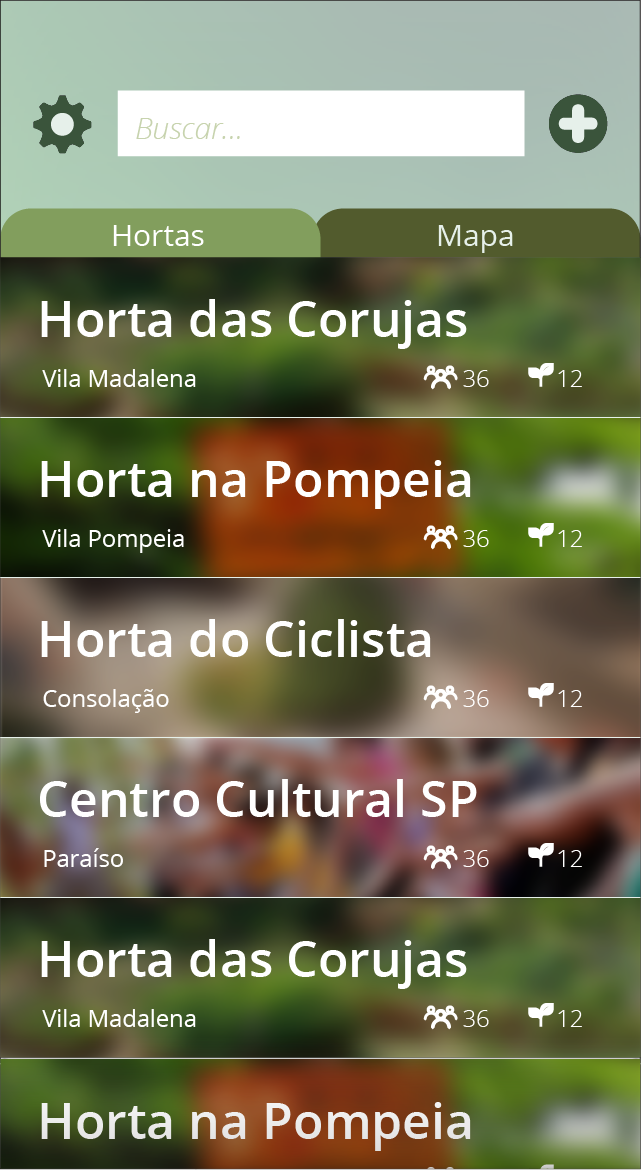 Buscar...
Hortas
Mapa
Horta das Corujas
Vila Madalena 36 12
Horta na Pompeia
Vila Pompeia 36 12
Horta do Ciclista
Consolação 36 12
Centro Cultural SP
Paraíso 36 12
Horta das Corujas
Vila Madalena 36 12
Horta na Pompeia